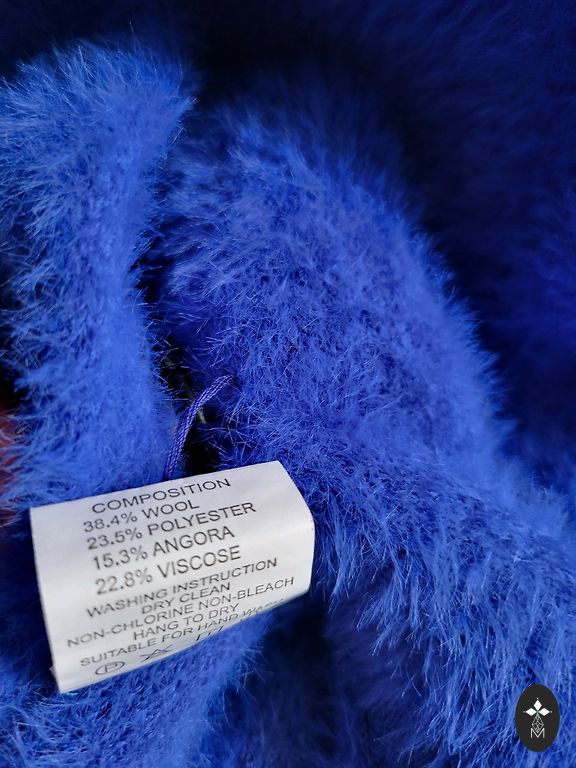 COMPOSITION
38.4% WOOL
23.5% POLYESTER
15.3% ANGORA
22.8% VISCOSE
WASHING INSTRUCTION
DRY CLEAN
NON-CHLORINE NON-BLEACH
HANG TO DRY
SUITABLE FOR HAND WASH
P
M